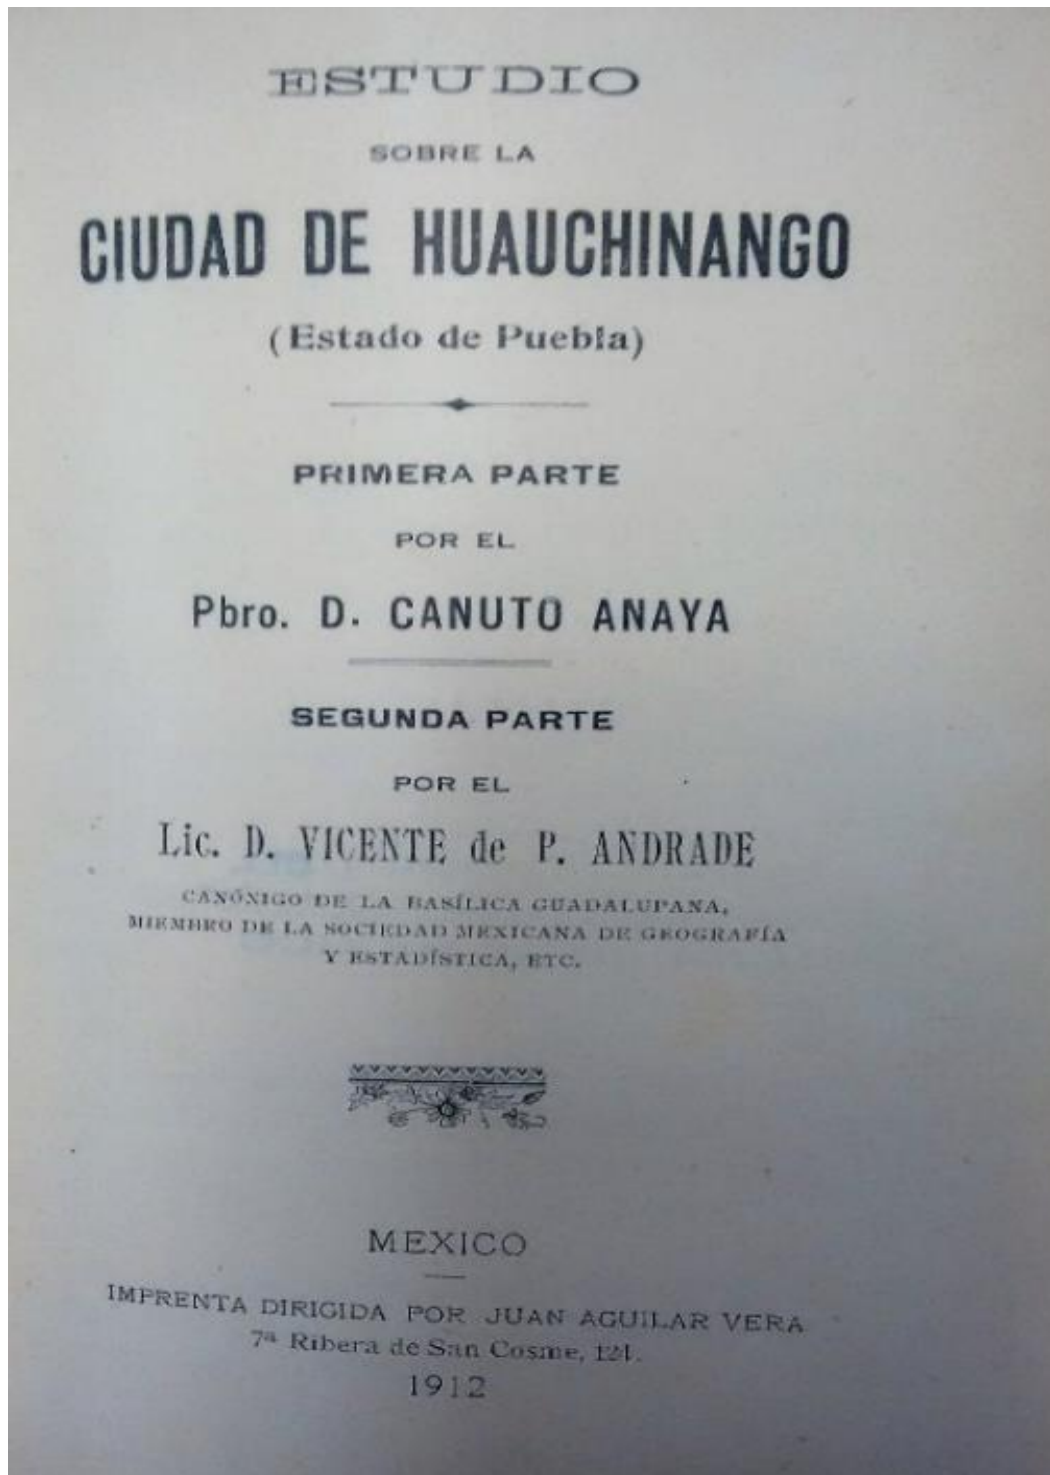 ESTUDIO
SOBRE LA
CIUDAD DE HUAUCHINANGO
(Estado de Puebla)
PRIMERA PARTE
POR EL
Pbro. D. CANUTO ANAYA
SEGUNDA PARTE
POR EL
Lic. D. VICENTE de P. ANDRADE
CANÓNIGO DE LA BASÍLICA GUADALUPANA,
MIEMBRO DE LA SOCIEDAD MEXICANA DE GEOGRAFÍA
Y ESTADÍSTICA, ETC.
MEXICO
IMPRENTA DIRIGIDA POR JUAN AGUILAR VERA
7ª Ribera de San Cosme, 124.
1912